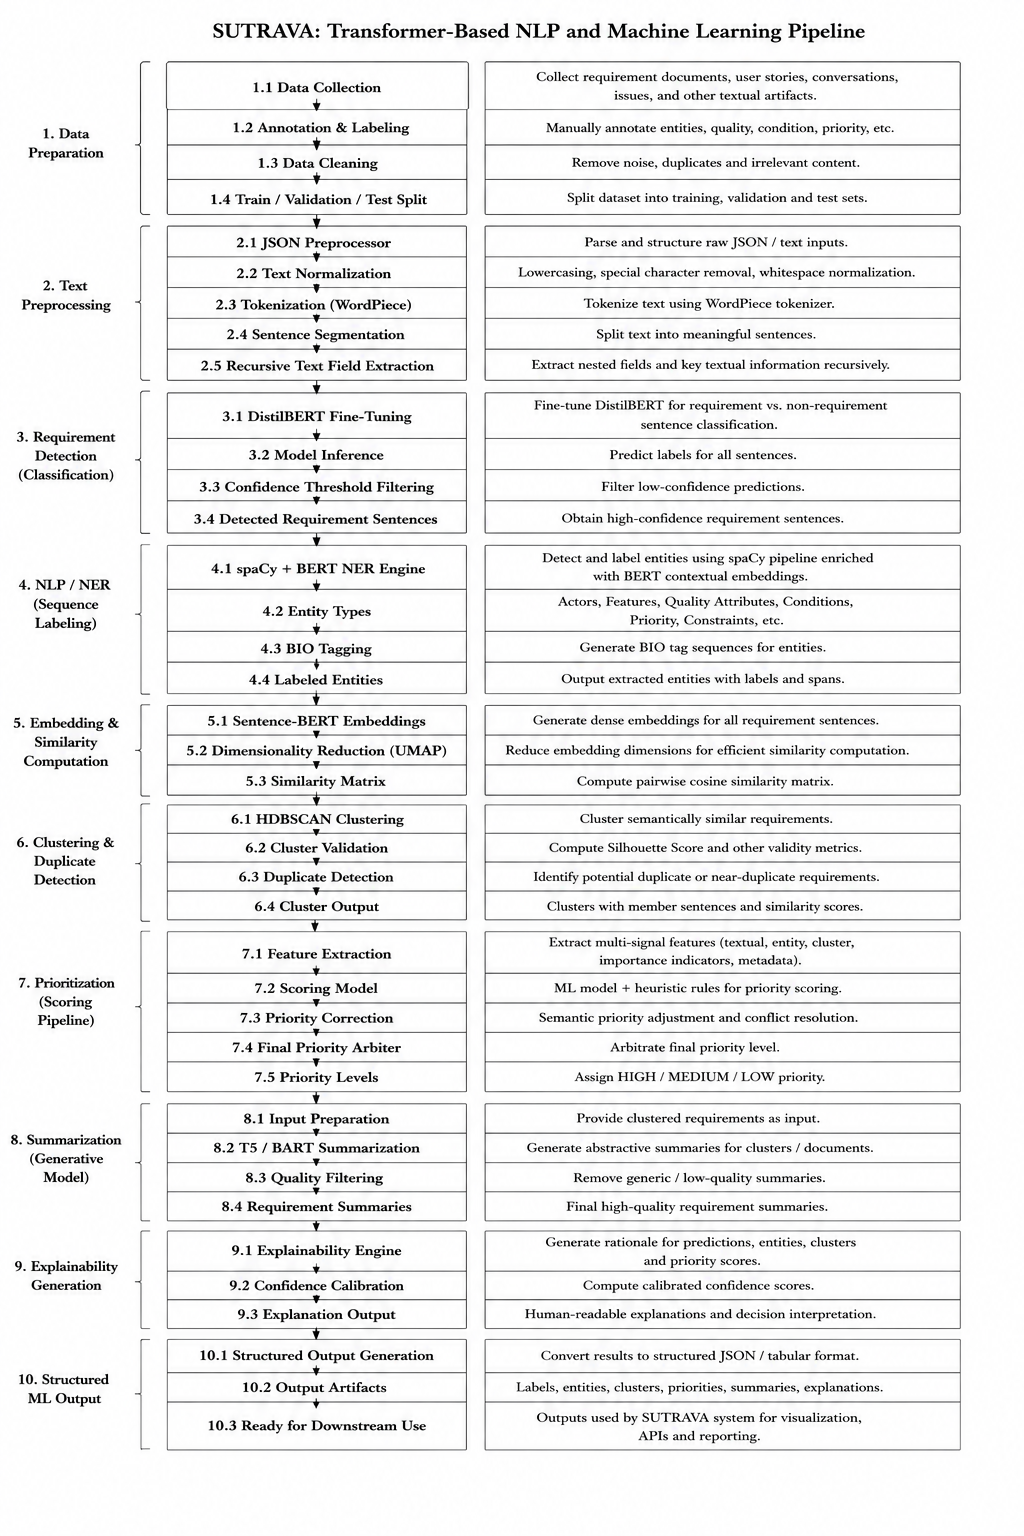 SUTRAVA: Transformer-Based NLP and Machine Learning Pipeline
1. Data
Preparation
1.1 Data Collection
Collect requirement documents, user stories, conversations,
issues, and other textual artifacts.
1.2 Annotation & Labeling
Manually annotate entities, quality, condition, priority, etc.
1.3 Data Cleaning
Remove noise, duplicates and irrelevant content.
1.4 Train / Validation / Test Split
Split dataset into training, validation and test sets.
2. Text
Preprocessing
2.1 JSON Preprocessor
Parse and structure raw JSON / text inputs.
2.2 Text Normalization
Lowercasing, special character removal, whitespace normalization.
2.3 Tokenization (WordPiece)
Tokenize text using WordPiece tokenizer.
2.4 Sentence Segmentation
Split text into meaningful sentences.
2.5 Recursive Text Field Extraction
Extract nested fields and key textual information recursively.
3. Requirement
Detection
(Classification)
3.1 DistilBERT Fine-Tuning
Fine-tune DistilBERT for requirement vs. non-requirement
sentence classification.
3.2 Model Inference
Predict labels for all sentences.
3.3 Confidence Threshold Filtering
Filter low-confidence predictions.
3.4 Detected Requirement Sentences
Obtain high-confidence requirement sentences.
4. NLP / NER
(Sequence
Labeling)
4.1 spaCy + BERT NER Engine
Detect and label entities using spaCy pipeline enriched
with BERT contextual embeddings.
4.2 Entity Types
Actors, Features, Quality Attributes, Conditions,
Priority, Constraints, etc.
4.3 BIO Tagging
Generate BIO tag sequences for entities.
4.4 Labeled Entities
Output extracted entities with labels and spans.
5. Embedding &
Similarity
Computation
5.1 Sentence-BERT Embeddings
Generate dense embeddings for all requirement sentences.
5.2 Dimensionality Reduction (UMAP)
Reduce embedding dimensions for efficient similarity computation.
5.3 Similarity Matrix
Compute pairwise cosine similarity matrix.
6. Clustering &
Duplicate
Detection
6.1 HDBSCAN Clustering
Cluster semantically similar requirements.
6.2 Cluster Validation
Compute Silhouette Score and other validity metrics.
6.3 Duplicate Detection
Identify potential duplicate or near-duplicate requirements.
6.4 Cluster Output
Clusters with member sentences and similarity scores.
7. Prioritization
(Scoring
Pipeline)
7.1 Feature Extraction
Extract multi-signal features (textual, entity, cluster,
importance indicators, metadata).
7.2 Scoring Model
ML model + heuristic rules for priority scoring.
7.3 Priority Correction
Semantic priority adjustment and conflict resolution.
7.4 Final Priority Arbiter
Arbitrate final priority level.
7.5 Priority Levels
Assign HIGH / MEDIUM / LOW priority.
8. Summarization
(Generative
Model)
8.1 Input Preparation
Provide clustered requirements as input.
8.2 T5 / BART Summarization
Generate abstractive summaries for clusters / documents.
8.3 Quality Filtering
Remove generic / low-quality summaries.
8.4 Requirement Summaries
Final high-quality requirement summaries.
9. Explainability
Generation
9.1 Explainability Engine
Generate rationale for predictions, entities, clusters
and priority scores.
9.2 Confidence Calibration
Compute calibrated confidence scores.
9.3 Explanation Output
Human-readable explanations and decision interpretation.
10. Structured
ML Output
10.1 Structured Output Generation
Convert results to structured JSON / tabular format.
10.2 Output Artifacts
Labels, entities, clusters, priorities, summaries, explanations.
10.3 Ready for Downstream Use
Outputs used by SUTRAVA system for visualization,
APIs and reporting.